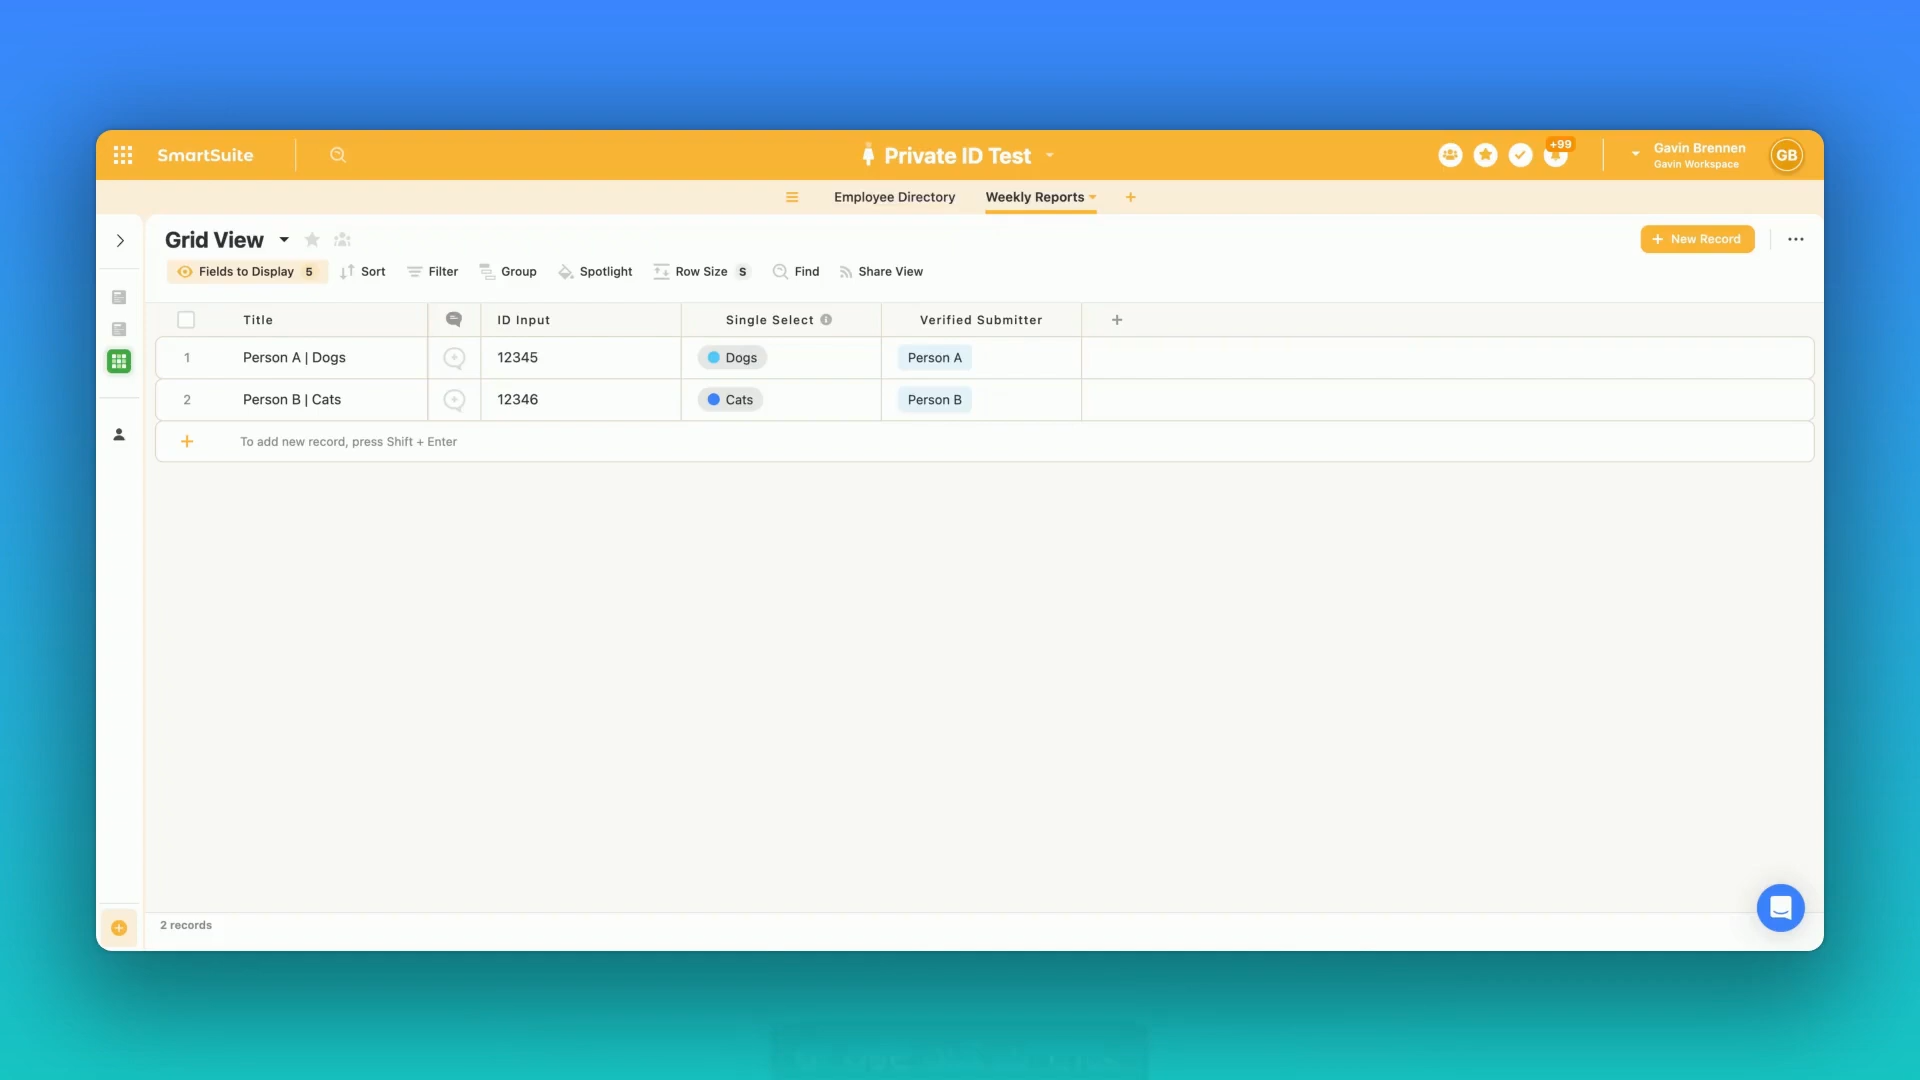 SmartSuite
Private ID Test
+99
Gavin Brennen
Gavin Workspace
GB
Employee Directory
Weekly Reports
+
Grid View
+ New Record
Fields to Display 5
Sort
Filter
Group
Spotlight
Row Size S
Find
Share View
Title
ID Input
Single Select
Verified Submitter
+
1 Person A | Dogs 12345 Dogs Person A
2 Person B | Cats 12346 Cats Person B
+ To add new record, press Shift + Enter
2 records